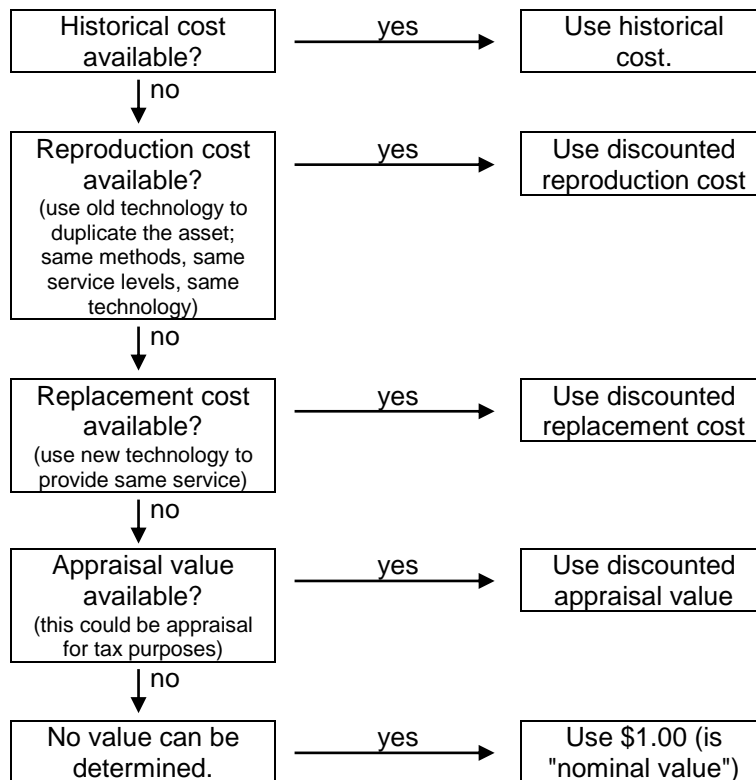 Historical cost
available?
yes
Use historical
cost.
no
Reproduction cost
available?
(use old technology to
duplicate the asset;
same methods, same
service levels, same
technology)
yes
Use discounted
reproduction cost
no
Replacement cost
available?
(use new technology to
provide same service)
yes
Use discounted
replacement cost
no
Appraisal value
available?
(this could be appraisal
for tax purposes)
yes
Use discounted
appraisal value
no
No value can be
determined.
yes
Use $1.00 (is
"nominal value")